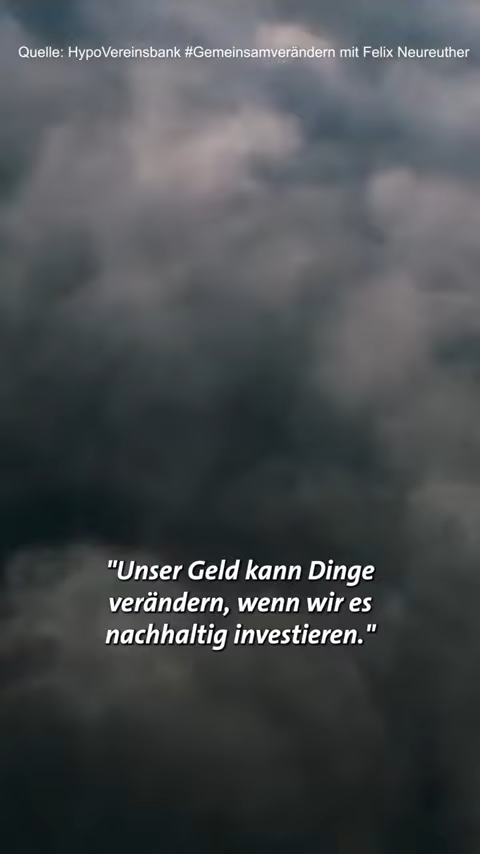 Quelle: HypoVereinsbank #Gemeinsamverändern mit Felix Neureuther
"Unser Geld kann Dinge
verändern, wenn wir es
nachhaltig investieren."